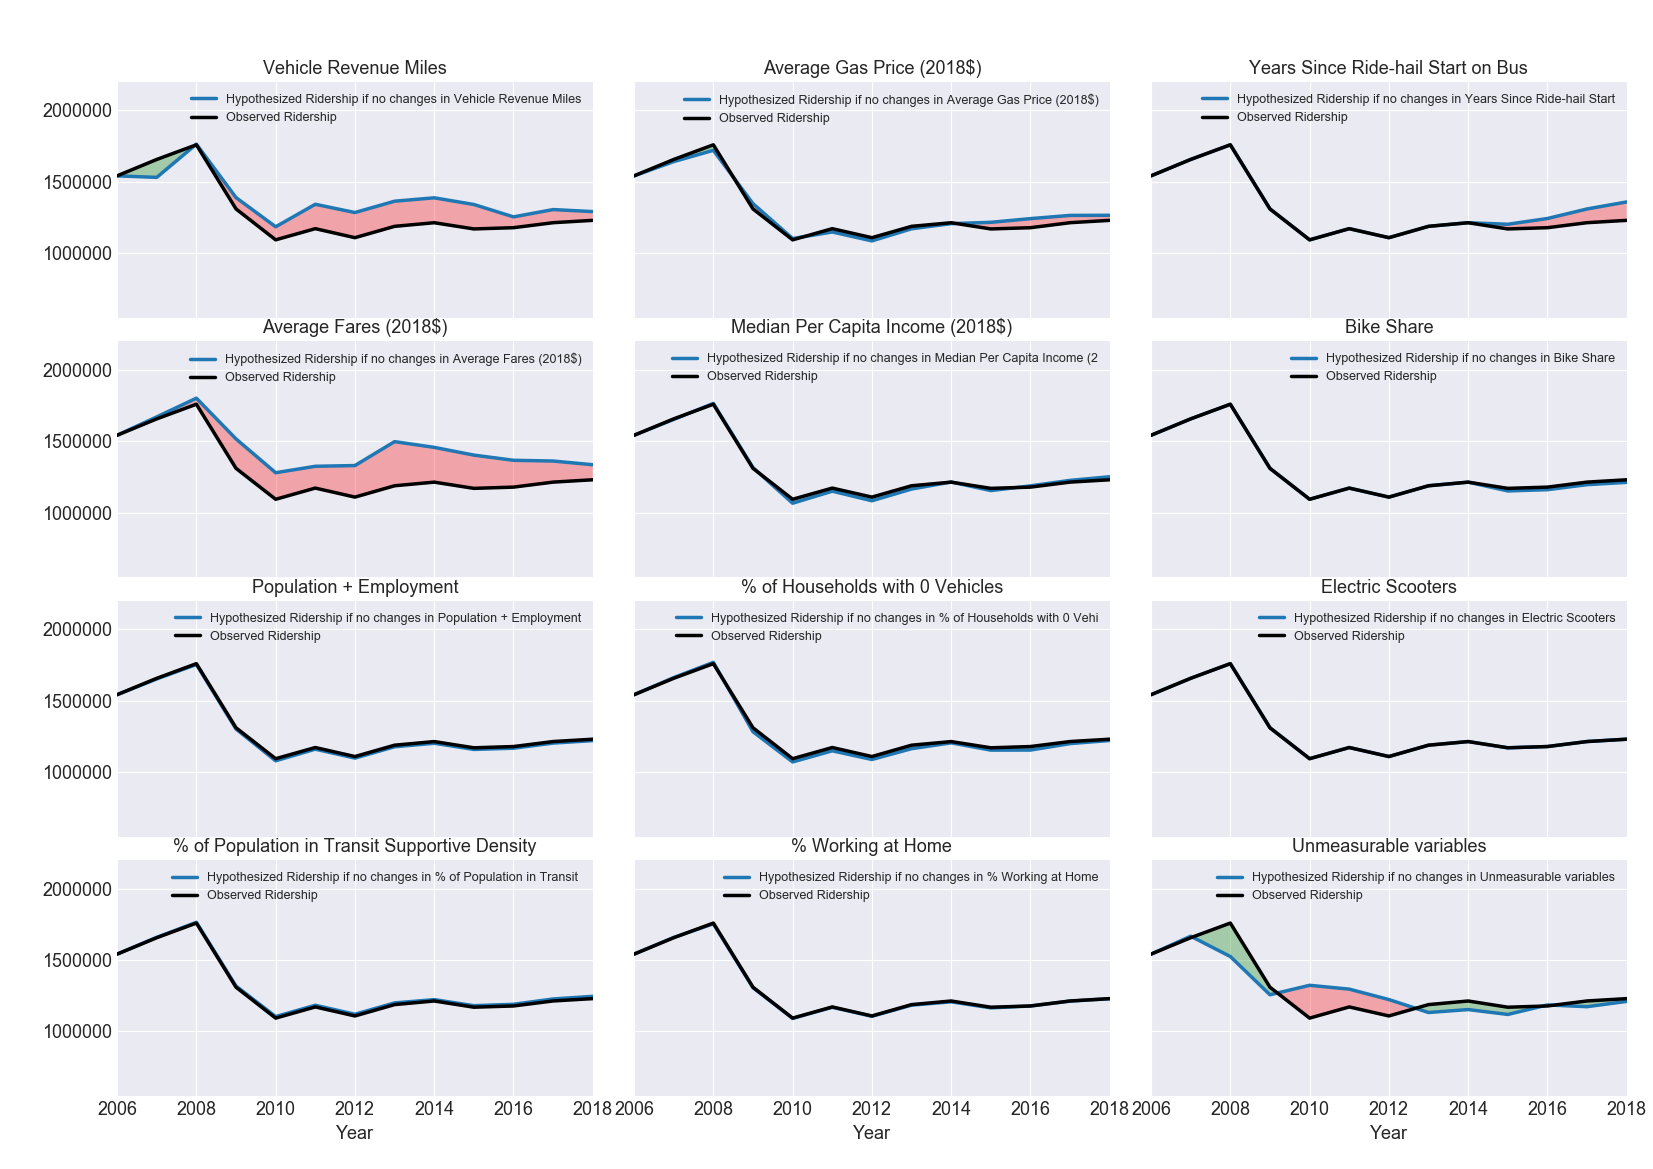 Vehicle Revenue Miles
Hypothesized Ridership if no changes in Vehicle Revenue Miles
Observed Ridership
2000000
1500000
1000000
Average Gas Price (2018$)
Hypothesized Ridership if no changes in Average Gas Price (2018$)
Observed Ridership
Years Since Ride-hail Start on Bus
Hypothesized Ridership if no changes in Years Since Ride-hail Start
Observed Ridership
Average Fares (2018$)
Hypothesized Ridership if no changes in Average Fares (2018$)
Observed Ridership
2000000
1500000
1000000
Median Per Capita Income (2018$)
Hypothesized Ridership if no changes in Median Per Capita Income (2
Observed Ridership
Bike Share
Hypothesized Ridership if no changes in Bike Share
Observed Ridership
Population + Employment
Hypothesized Ridership if no changes in Population + Employment
Observed Ridership
2000000
1500000
1000000
% of Households with 0 Vehicles
Hypothesized Ridership if no changes in % of Households with 0 Vehi
Observed Ridership
Electric Scooters
Hypothesized Ridership if no changes in Electric Scooters
Observed Ridership
% of Population in Transit Supportive Density
Hypothesized Ridership if no changes in % of Population in Transit
Observed Ridership
2000000
1500000
1000000
2006 2008 2010 2012 2014 2016 2018
Year
% Working at Home
Hypothesized Ridership if no changes in % Working at Home
Observed Ridership
2006 2008 2010 2012 2014 2016 2018
Year
Unmeasurable variables
Hypothesized Ridership if no changes in Unmeasurable variables
Observed Ridership
2006 2008 2010 2012 2014 2016 2018
Year